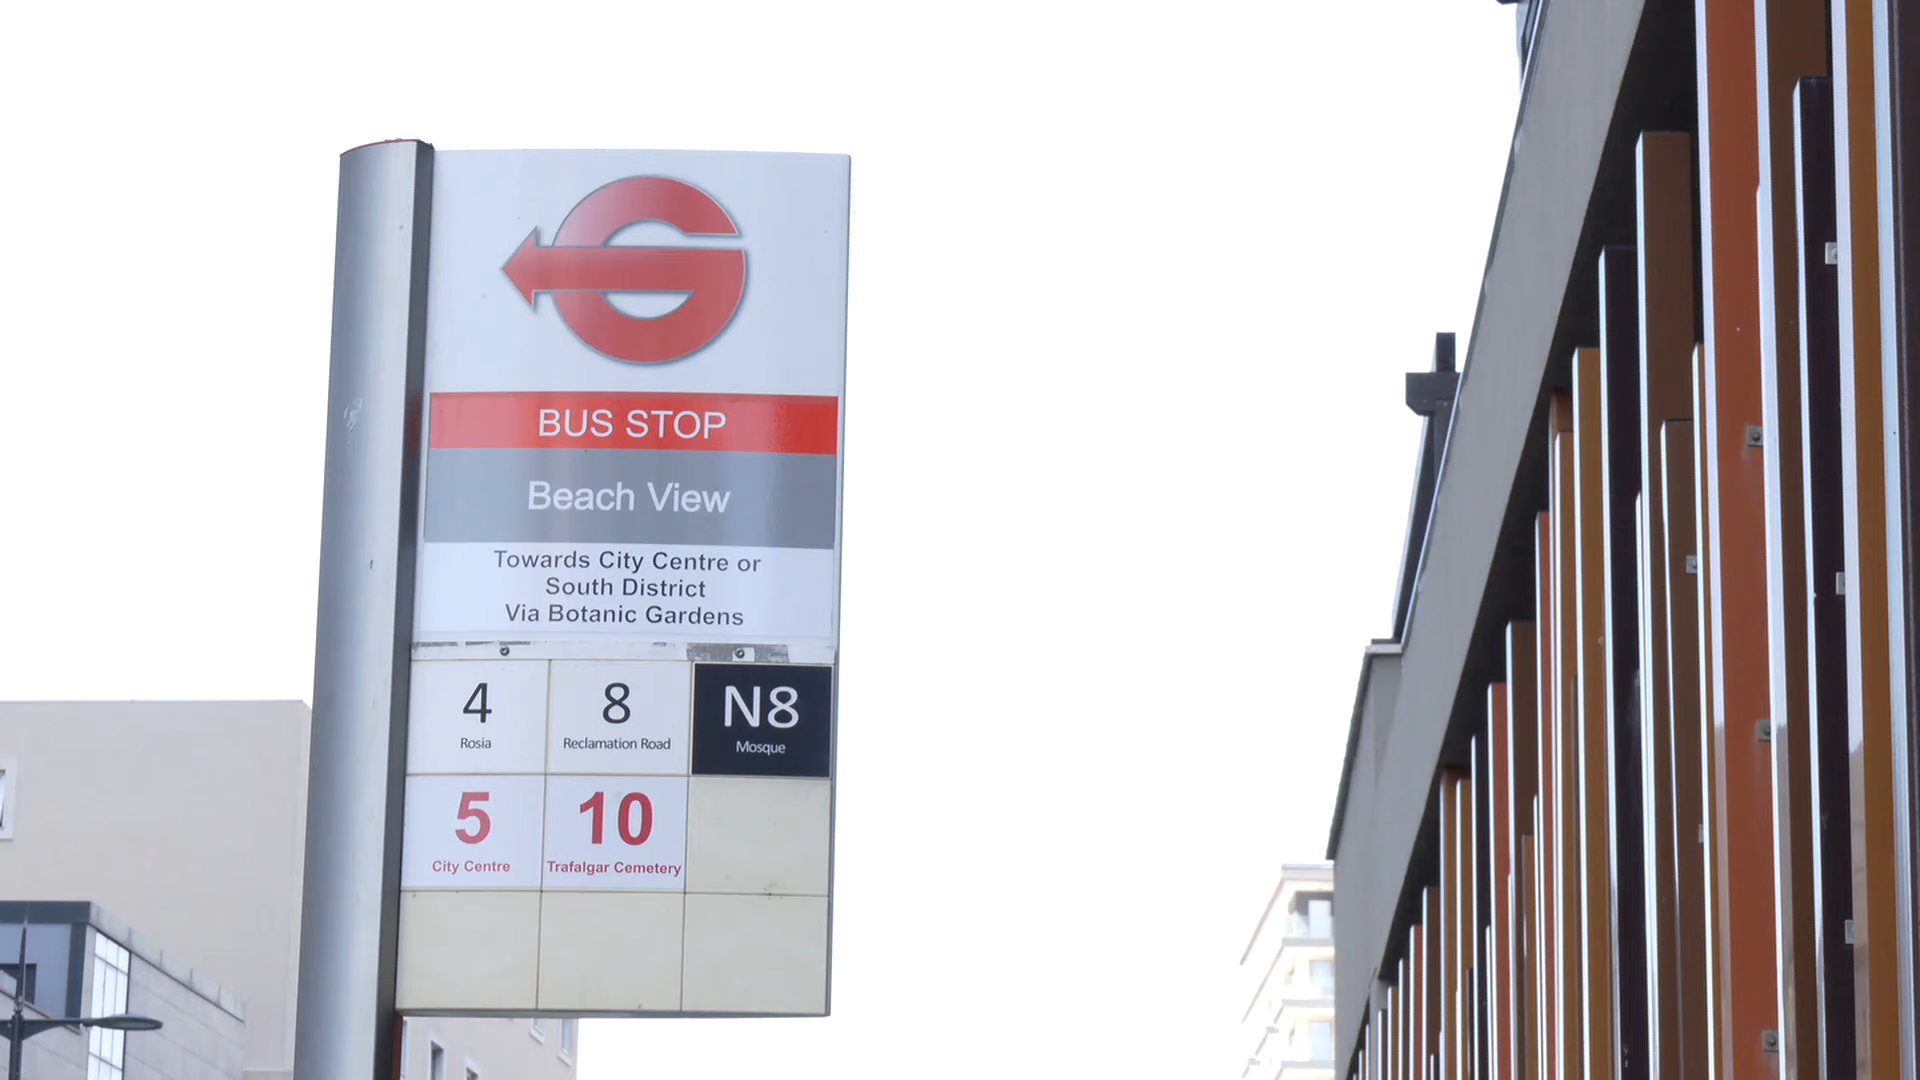 BUS STOP
Beach View
Towards City Centre or
South District
Via Botanic Gardens
4
Rosia
8
Reclamation Road
N8
Mosque
5
City Centre
10
Trafalgar Cemetery